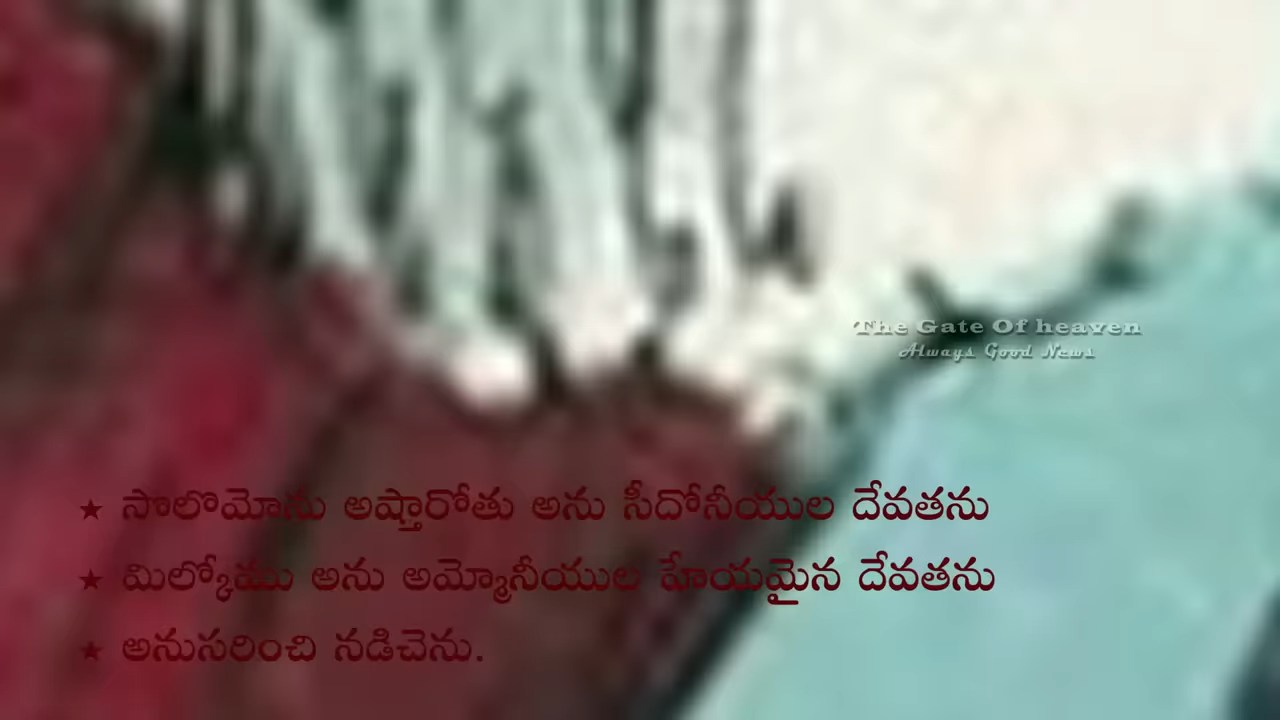 The Gate Of heaven
Always Good News
★ సొలొమోను అష్తారోతు అను సీదోనీయుల దేవతను
★ మిల్కోము అను అమ్మోనీయుల హేయమైన దేవతను
★ అనుసరించి నడిచెను.